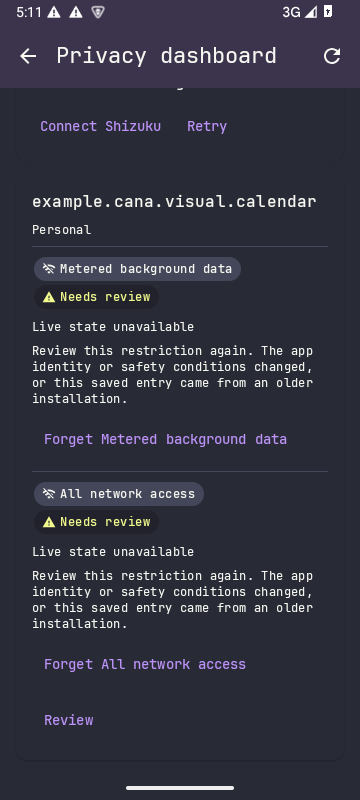 5:11
3G
Privacy dashboard
Connect Shizuku Retry
example.cana.visual.calendar
Personal
Metered background data
Needs review
Live state unavailable
Review this restriction again. The app
identity or safety conditions changed,
or this saved entry came from an older
installation.
Forget Metered background data
All network access
Needs review
Live state unavailable
Review this restriction again. The app
identity or safety conditions changed,
or this saved entry came from an older
installation.
Forget All network access
Review